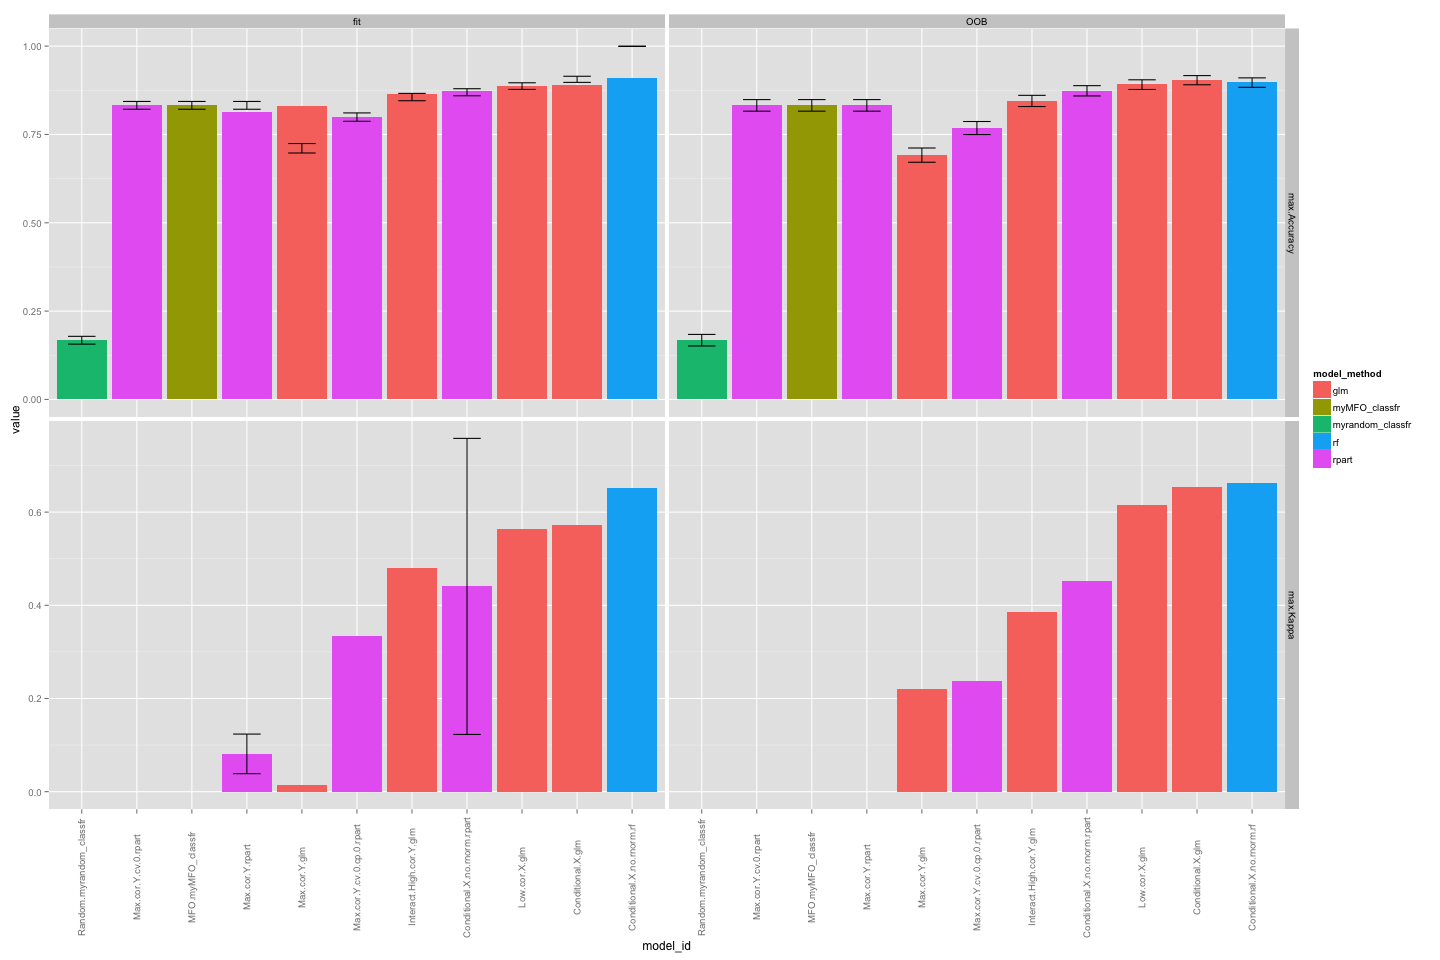 fit
OOB
1.00
0.75
0.50
0.25
0.00
max.Accuracy
value
0.6
0.4
0.2
0.0
max.Kappa
Random.myrandom_classfr
Max.cor.Y.cv.0.rpart
MFO.myMFO_classfr
Max.cor.Y.rpart
Max.cor.Y.glm
Max.cor.Y.cv.0.cp.0.rpart
Interact.High.cor.Y.glm
Conditional.X.no.rnorm.rpart
Low.cor.X.glm
Conditional.X.glm
Conditional.X.no.rnorm.rf
Random.myrandom_classfr
Max.cor.Y.cv.0.rpart
MFO.myMFO_classfr
Max.cor.Y.rpart
Max.cor.Y.glm
Max.cor.Y.cv.0.cp.0.rpart
Interact.High.cor.Y.glm
Conditional.X.no.rnorm.rpart
Low.cor.X.glm
Conditional.X.glm
Conditional.X.no.rnorm.rf
model_id
model_method
glm
myMFO_classfr
myrandom_classfr
rf
rpart